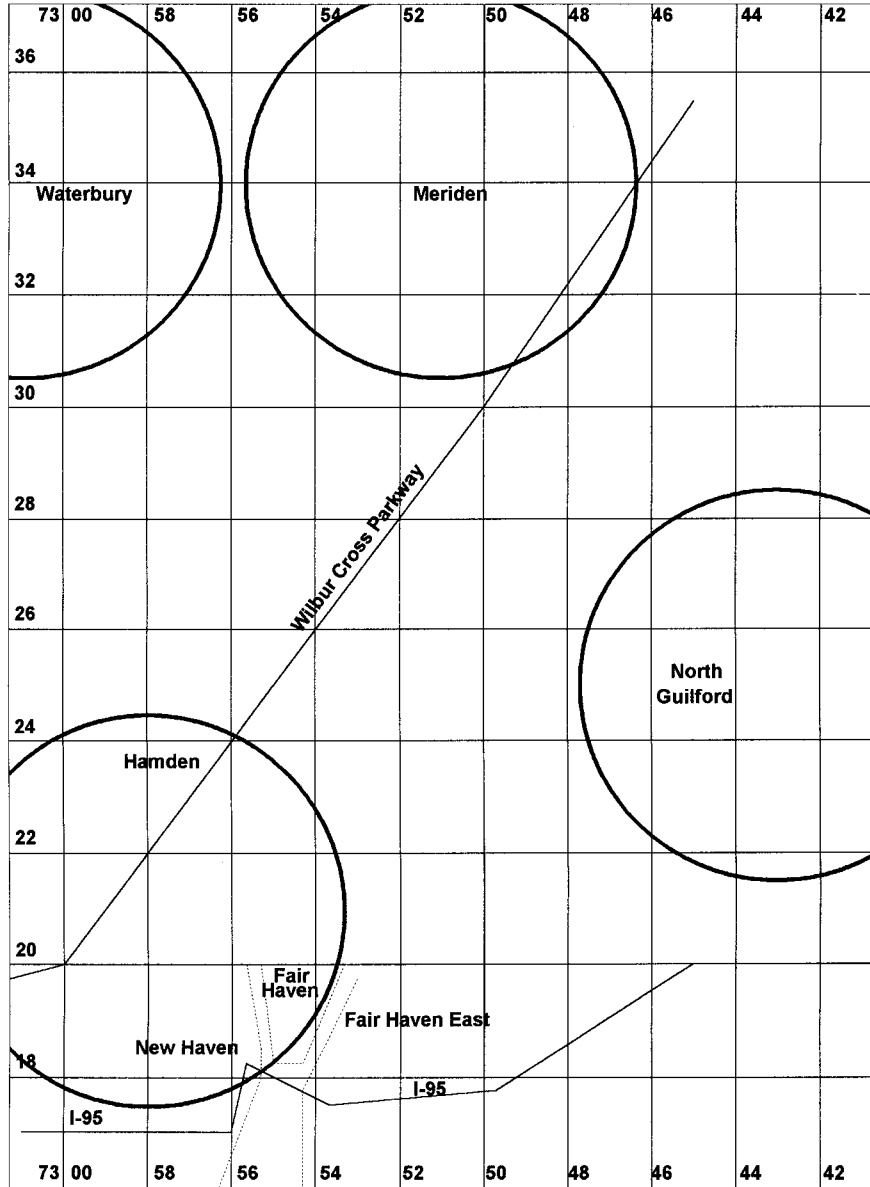 73 00 58 56 54 52 50 48 46 44 42
36
34
Waterbury
Meriden
32
30
28
Wilbur Cross Parkway
26
North
Guilford
24
Hamden
22
20
Fair
Haven
Fair Haven East
New Haven
18
I-95
I-95
73 00 58 56 54 52 50 48 46 44 42